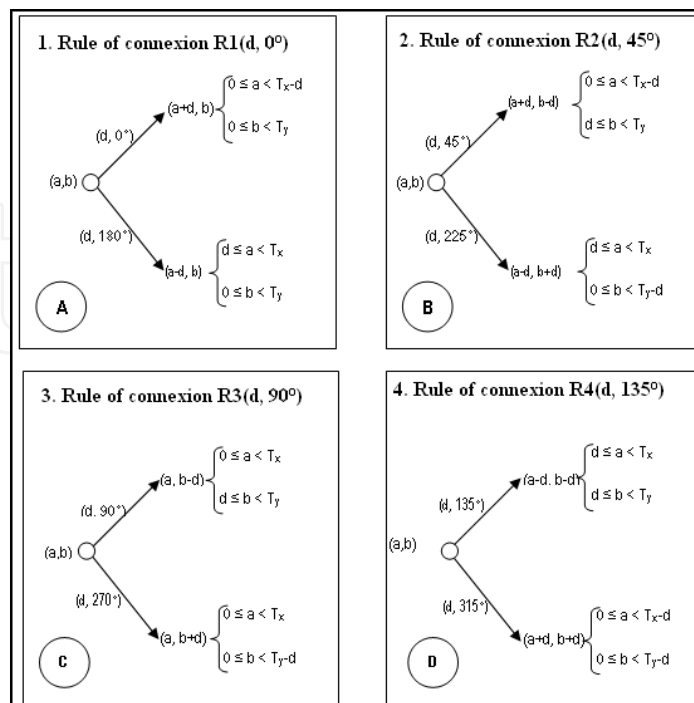 1. Rule of connexion R1(d, 0°)
0 ≤ a < Tx-d
(a+d, b)
0 ≤ b < Ty
(d, 0°)
(a,b)
(d, 180°)
d ≤ a < Tx
(a-d, b)
0 ≤ b < Ty
A
2. Rule of connexion R2(d, 45°)
0 ≤ a < Tx-d
(a+d, b-d)
d ≤ b < Ty
(d, 45°)
(a,b)
(d, 225°)
d ≤ a < Tx
(a-d, b+d)
0 ≤ b < Ty-d
B
3. Rule of connexion R3(d, 90°)
0 ≤ a < Tx
(a, b-d)
d ≤ b < Ty
(d. 90°)
(a,b)
(d, 270°)
0 ≤ a < Tx
(a, b+d)
0 ≤ b < Ty-d
C
4. Rule of connexion R4(d, 135°)
d ≤ a < Tx
(a-d. b-d)
d ≤ b < Ty
(d, 135°)
(a,b)
(d, 315°)
0 ≤ a < Tx-d
(a+d, b+d)
0 ≤ b < Ty-d
D